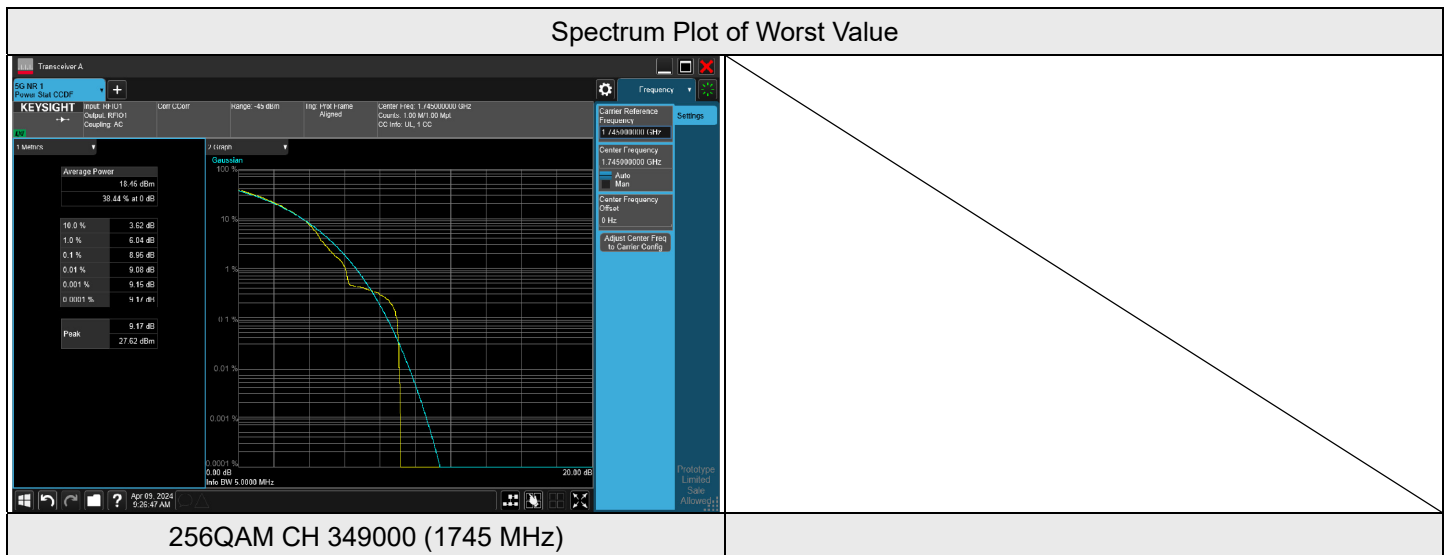 Spectrum Plot of Worst Value
Transceiver A
5G NR 1
Power Stat CCDF
+
Frequency
KEYSIGHT
Input: RFIO1
Output: RFIO1
Coupling: AC
Corr CCorr
Range: -45 dBm
Trig: Prot Frame
Aligned
Center Freq: 1.745000000 GHz
Counts: 1.00 M/1.00 Mpt
CC Info: UL, 1 CC
Carrier Reference
Frequency
1.745000000 GHz
Settings
Center Frequency
1.745000000 GHz
Auto
Man
Center Frequency
Offset
0 Hz
Adjust Center Freq
to Carrier Config
1 Metrics
Average Power
18.45 dBm
38.44 % at 0 dB
10.0 % 3.62 dB
1.0 % 6.04 dB
0.1 % 8.95 dB
0.01 % 9.08 dB
0.001 % 9.15 dB
0.0001 % 9.17 dB
Peak 9.17 dB
27.62 dBm
2 Graph
Gaussian
100 %
10 %
1 %
0.1 %
0.01 %
0.001 %
0.0001 %
0.00 dB 20.00 dB
Info BW 5.0000 MHz
Prototype
Limited
Sale
Allowed
?
Apr 09, 2024
9:26:47 AM
256QAM CH 349000 (1745 MHz)